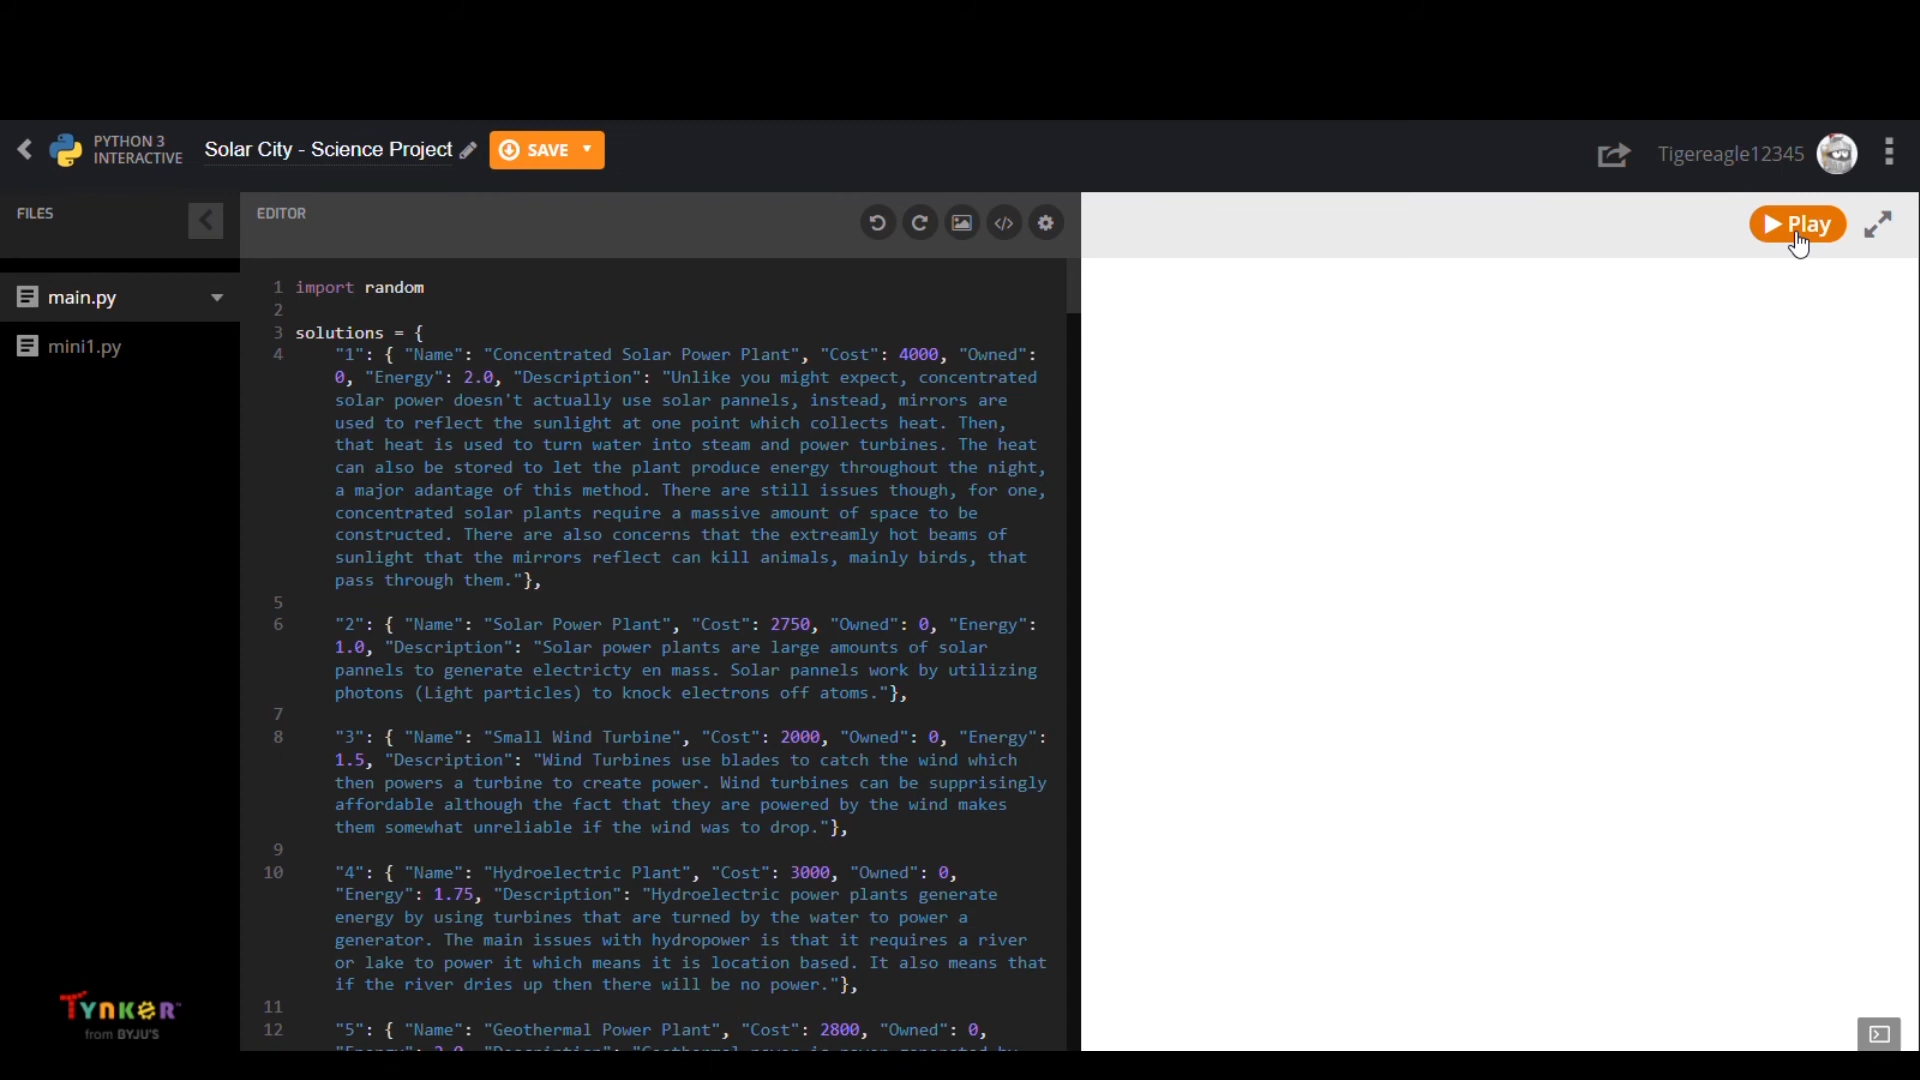 PYTHON 3
INTERACTIVE
Solar City - Science Project
SAVE
Tigereagle12345
FILES
EDITOR
Play
main.py
mini1.py
1 import random
2
3 solutions = {
4 "1": { "Name": "Concentrated Solar Power Plant", "Cost": 4000, "Owned":
0, "Energy": 2.0, "Description": "Unlike you might expect, concentrated
solar power doesn't actually use solar pannels, instead, mirrors are
used to reflect the sunlight at one point which collects heat. Then,
that heat is used to turn water into steam and power turbines. The heat
can also be stored to let the plant produce energy throughout the night,
a major adantage of this method. There are still issues though, for one,
concentrated solar plants require a massive amount of space to be
constructed. There are also concerns that the extreamly hot beams of
sunlight that the mirrors reflect can kill animals, mainly birds, that
pass through them."},
5
6 "2": { "Name": "Solar Power Plant", "Cost": 2750, "Owned": 0, "Energy":
1.0, "Description": "Solar power plants are large amounts of solar
pannels to generate electricty en mass. Solar pannels work by utilizing
photons (Light particles) to knock electrons off atoms."},
7
8 "3": { "Name": "Small Wind Turbine", "Cost": 2000, "Owned": 0, "Energy":
1.5, "Description": "Wind Turbines use blades to catch the wind which
then powers a turbine to create power. Wind turbines can be supprisingly
affordable although the fact that they are powered by the wind makes
them somewhat unreliable if the wind was to drop."},
9
10 "4": { "Name": "Hydroelectric Plant", "Cost": 3000, "Owned": 0,
"Energy": 1.75, "Description": "Hydroelectric power plants generate
energy by using turbines that are turned by the water to power a
generator. The main issues with hydropower is that it requires a river
or lake to power it which means it is location based. It also means that
if the river dries up then there will be no power."},
11
12 "5": { "Name": "Geothermal Power Plant", "Cost": 2800, "Owned": 0,
TYNKER
from BYJU'S